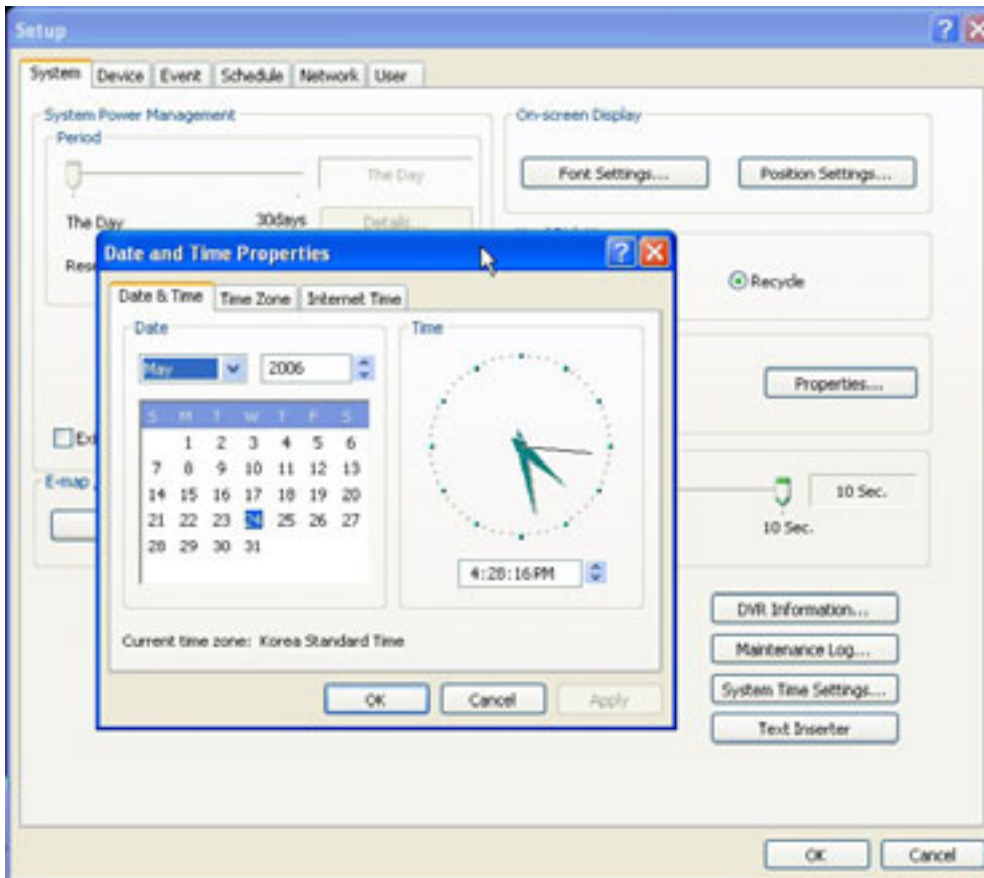 Setup
System Device Event Schedule Network User
System Power Management
Period
The Day
The Day 30days
Details...
On-screen Display
Font Settings... Position Settings...
Recycle
Properties...
E-map
10 Sec.
10 Sec.
DVR Information...
Maintenance Log...
System Time Settings...
Text Inserter
OK Cancel
Date and Time Properties
Date & Time Time Zone Internet Time
Date
May 2006
S M T W T F S
1 2 3 4 5 6
7 8 9 10 11 12 13
14 15 16 17 18 19 20
21 22 23 24 25 26 27
28 29 30 31
Time
4:28:16PM
Current time zone: Korea Standard Time
OK Cancel Apply